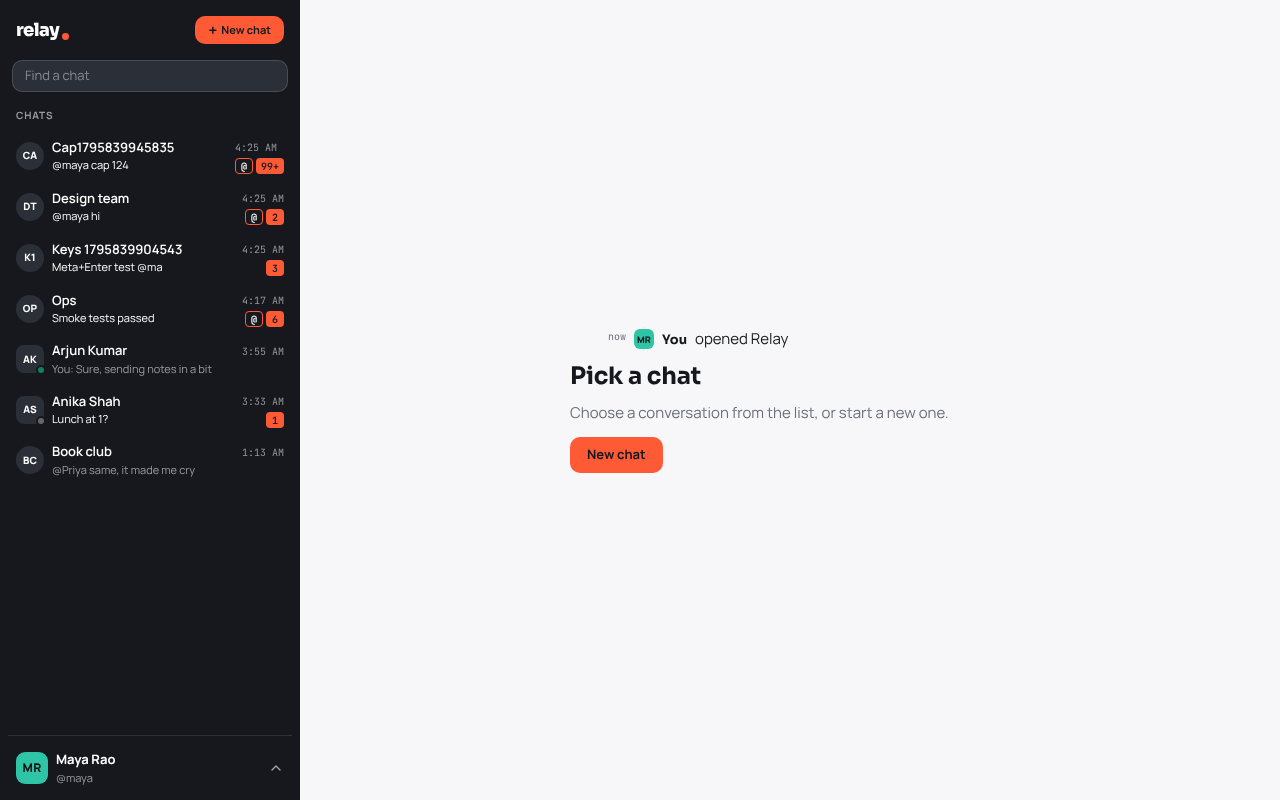 relay.
+ New chat
Find a chat
CHATS
CA Cap1795839945835 4:25 AM
@maya cap 124 @ 99+
DT Design team 4:25 AM
@maya hi @ 2
K1 Keys 1795839904543 4:25 AM
Meta+Enter test @ma 3
OP Ops 4:17 AM
Smoke tests passed @ 6
AK Arjun Kumar 3:55 AM
You: Sure, sending notes in a bit
AS Anika Shah 3:33 AM
Lunch at 1? 1
BC Book club 1:13 AM
@Priya same, it made me cry
MR Maya Rao
@maya
now MR You opened Relay
Pick a chat
Choose a conversation from the list, or start a new one.
New chat